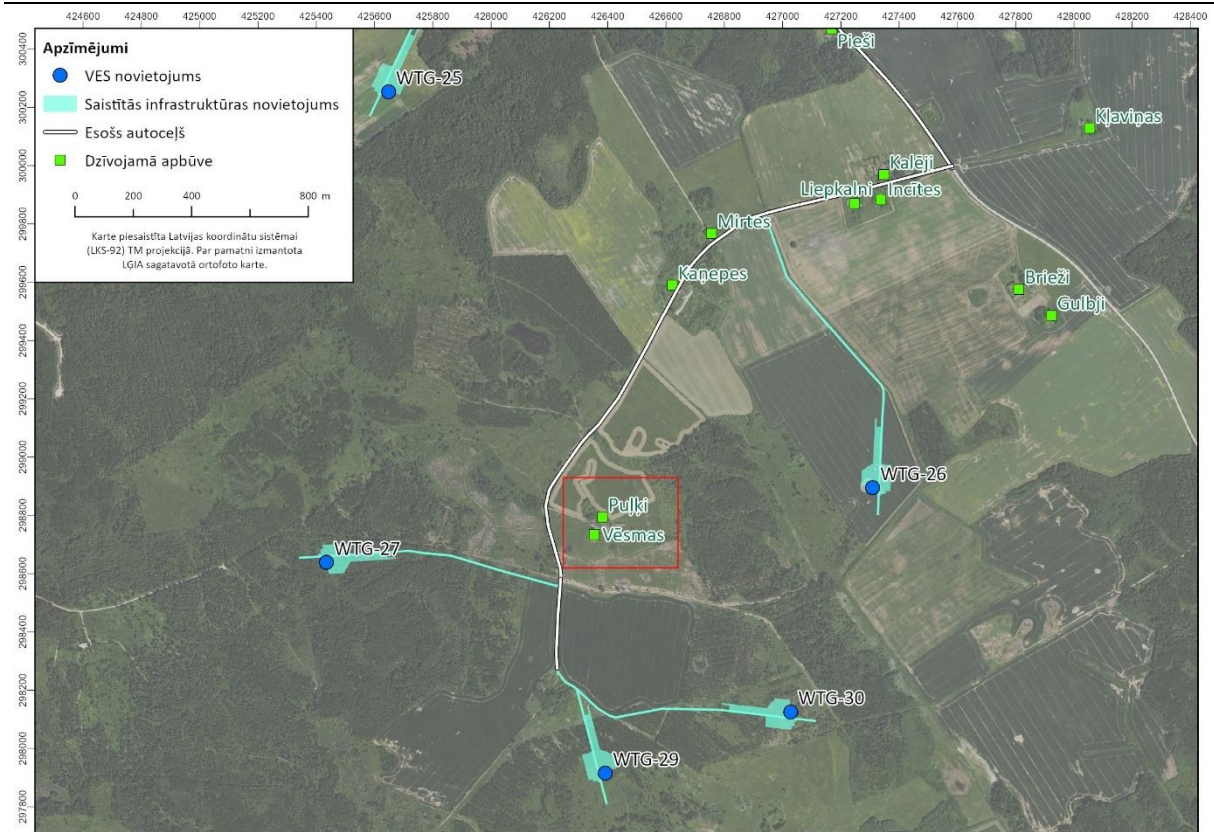 424600 424800 425000 425200 425400 425600 425800 426000 426200 426400 426600 426800 427000 427200 427400 427600 427800 428000 428200 428400
300400
300200
300000
299800
299600
299400
299200
299000
298800
298600
298400
298200
298000
297800
Apzīmējumi
VES novietojums
Saistītās infrastruktūras novietojums
Esošs autoceļš
Dzīvojamā apbūve
0 200 400 800 m
Karte piesaistīta Latvijas koordinātu sistēmai
(LKS-92) TM projekcijā. Par pamatni izmantota
LĢIA sagatavotā ortofoto karte.
Pieši
WTG-25
Kļaviņas
Kalēji
Liepkalni Incītes
Mirtes
Kaņepes
Brieži
Gulbji
WTG-26
Puļķi
Vēsmas
WTG-27
WTG-30
WTG-29